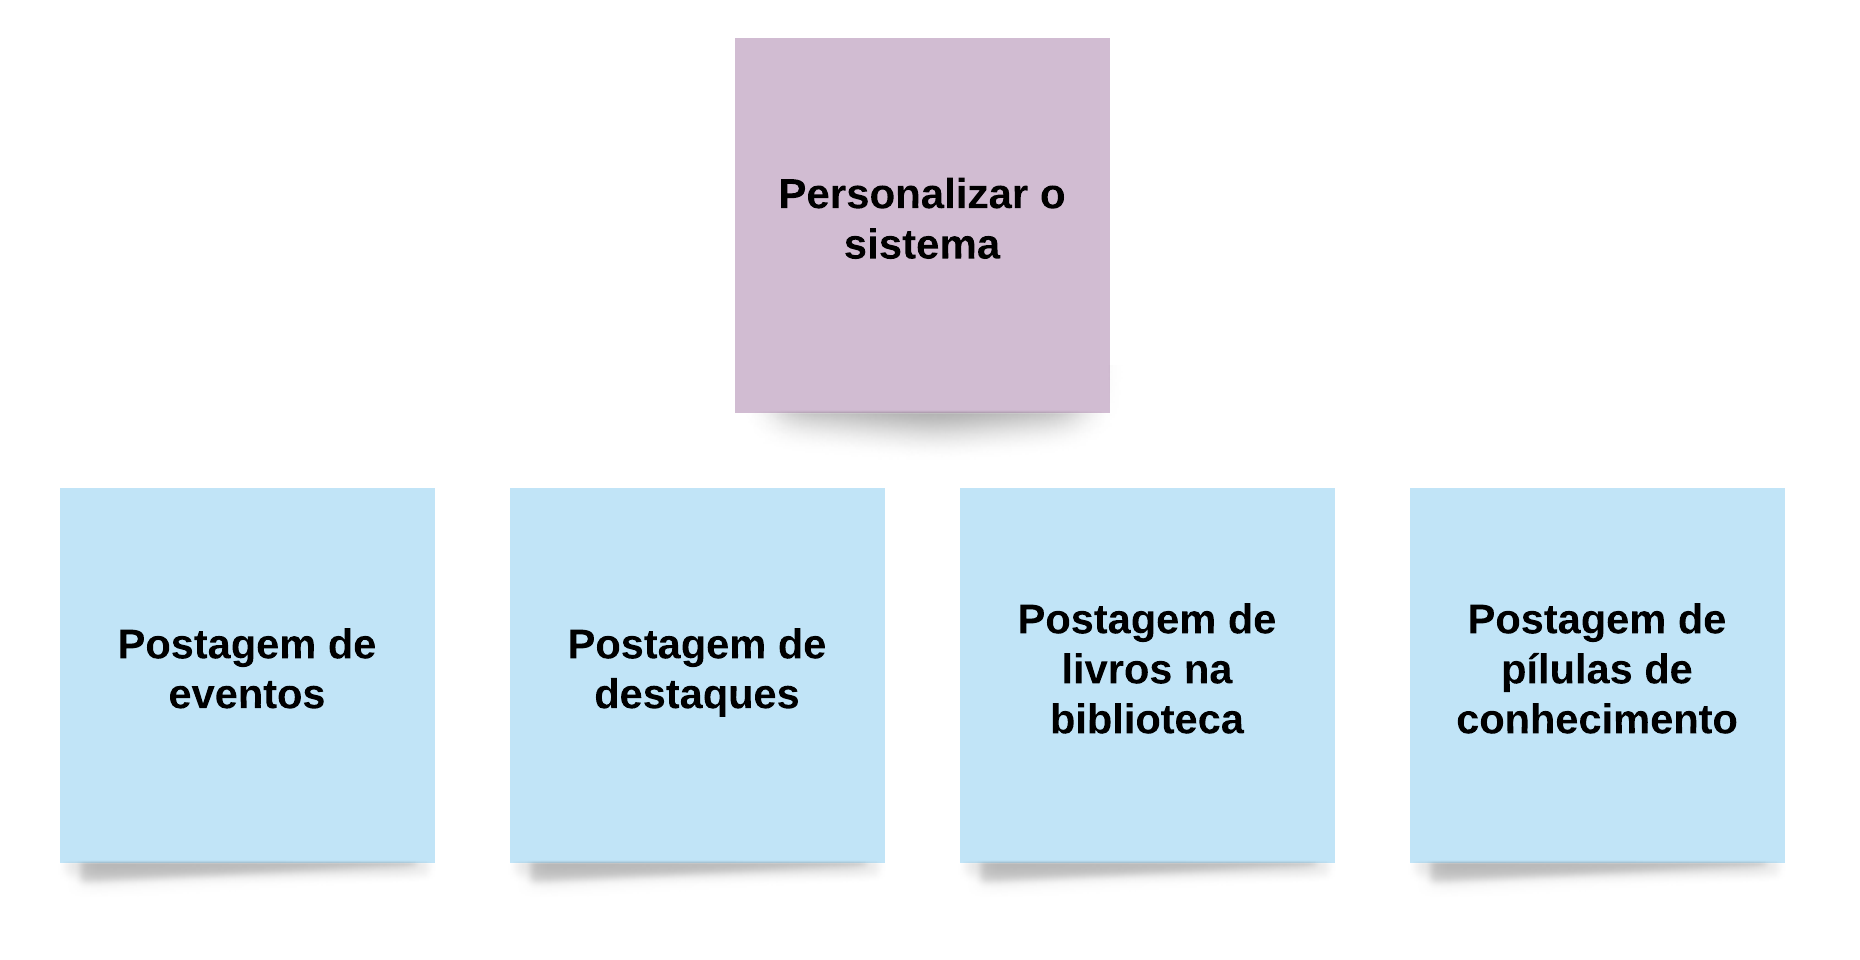 Personalizar o
sistema
Postagem de
eventos
Postagem de
destaques
Postagem de
livros na
biblioteca
Postagem de
pílulas de
conhecimento